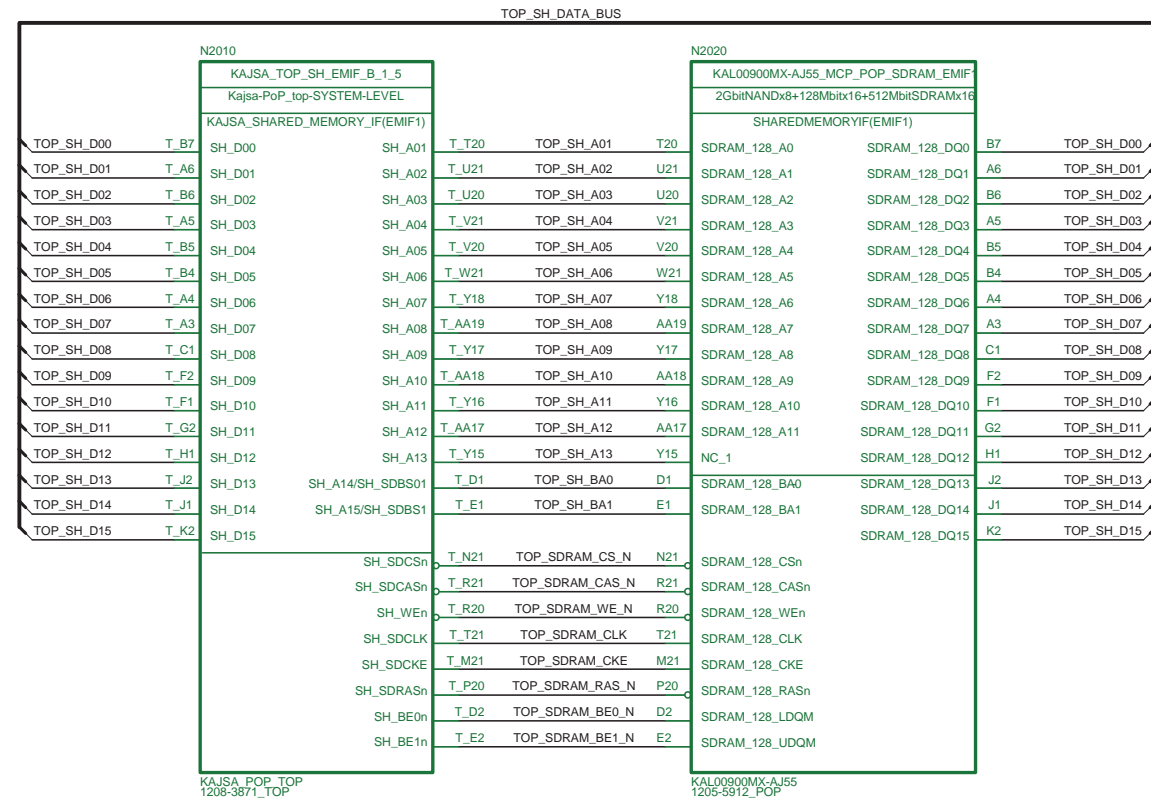 TOP_SH_DATA_BUS
N2010 N2020
KAJSA_TOP_SH_EMIF_B_1_5 KAL00900MX-AJ55_MCP_POP_SDRAM_EMIF1
Kajsa-PoP_top-SYSTEM-LEVEL 2GbitNANDx8+128Mbitx16+512MbitSDRAMx16
KAJSA_SHARED_MEMORY_IF(EMIF1) SHAREDMEMORYIF(EMIF1)
TOP_SH_D00 T_B7 SH_D00 SH_A01 T_T20 TOP_SH_A01 T20 SDRAM_128_A0 SDRAM_128_DQ0 B7 TOP_SH_D00
TOP_SH_D01 T_A6 SH_D01 SH_A02 T_U21 TOP_SH_A02 U21 SDRAM_128_A1 SDRAM_128_DQ1 A6 TOP_SH_D01
TOP_SH_D02 T_B6 SH_D02 SH_A03 T_U20 TOP_SH_A03 U20 SDRAM_128_A2 SDRAM_128_DQ2 B6 TOP_SH_D02
TOP_SH_D03 T_A5 SH_D03 SH_A04 T_V21 TOP_SH_A04 V21 SDRAM_128_A3 SDRAM_128_DQ3 A5 TOP_SH_D03
TOP_SH_D04 T_B5 SH_D04 SH_A05 T_V20 TOP_SH_A05 V20 SDRAM_128_A4 SDRAM_128_DQ4 B5 TOP_SH_D04
TOP_SH_D05 T_B4 SH_D05 SH_A06 T_W21 TOP_SH_A06 W21 SDRAM_128_A5 SDRAM_128_DQ5 B4 TOP_SH_D05
TOP_SH_D06 T_A4 SH_D06 SH_A07 T_Y18 TOP_SH_A07 Y18 SDRAM_128_A6 SDRAM_128_DQ6 A4 TOP_SH_D06
TOP_SH_D07 T_A3 SH_D07 SH_A08 T_AA19 TOP_SH_A08 AA19 SDRAM_128_A7 SDRAM_128_DQ7 A3 TOP_SH_D07
TOP_SH_D08 T_C1 SH_D08 SH_A09 T_Y17 TOP_SH_A09 Y17 SDRAM_128_A8 SDRAM_128_DQ8 C1 TOP_SH_D08
TOP_SH_D09 T_F2 SH_D09 SH_A10 T_AA18 TOP_SH_A10 AA18 SDRAM_128_A9 SDRAM_128_DQ9 F2 TOP_SH_D09
TOP_SH_D10 T_F1 SH_D10 SH_A11 T_Y16 TOP_SH_A11 Y16 SDRAM_128_A10 SDRAM_128_DQ10 F1 TOP_SH_D10
TOP_SH_D11 T_G2 SH_D11 SH_A12 T_AA17 TOP_SH_A12 AA17 SDRAM_128_A11 SDRAM_128_DQ11 G2 TOP_SH_D11
TOP_SH_D12 T_H1 SH_D12 SH_A13 T_Y15 TOP_SH_A13 Y15 NC_1 SDRAM_128_DQ12 H1 TOP_SH_D12
TOP_SH_D13 T_J2 SH_D13 SH_A14/SH_SDBS01 T_D1 TOP_SH_BA0 D1 SDRAM_128_BA0 SDRAM_128_DQ13 J2 TOP_SH_D13
TOP_SH_D14 T_J1 SH_D14 SH_A15/SH_SDBS1 T_E1 TOP_SH_BA1 E1 SDRAM_128_BA1 SDRAM_128_DQ14 J1 TOP_SH_D14
TOP_SH_D15 T_K2 SH_D15 SDRAM_128_DQ15 K2 TOP_SH_D15
SH_SDCSn T_N21 TOP_SDRAM_CS_N N21 SDRAM_128_CSn
SH_SDCASn T_R21 TOP_SDRAM_CAS_N R21 SDRAM_128_CASn
SH_WEn T_R20 TOP_SDRAM_WE_N R20 SDRAM_128_WEn
SH_SDCLK T_T21 TOP_SDRAM_CLK T21 SDRAM_128_CLK
SH_SDCKE T_M21 TOP_SDRAM_CKE M21 SDRAM_128_CKE
SH_SDRASn T_P20 TOP_SDRAM_RAS_N P20 SDRAM_128_RASn
SH_BE0n T_D2 TOP_SDRAM_BE0_N D2 SDRAM_128_LDQM
SH_BE1n T_E2 TOP_SDRAM_BE1_N E2 SDRAM_128_UDQM
KAJSA_POP_TOP KAL00900MX-AJ55
1208-3871_TOP 1205-5912_POP